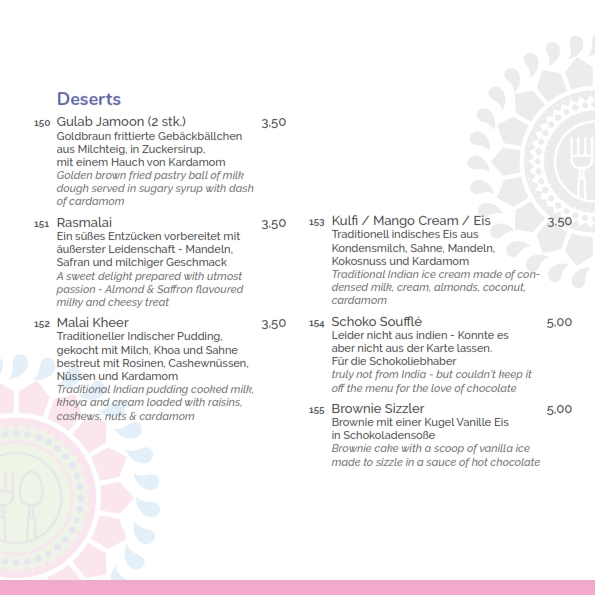 Deserts
150 Gulab Jamoon (2 stk.) 3,50
Goldbraun frittierte Gebäckbällchen
aus Milchteig, in Zuckersirup,
mit einem Hauch von Kardamom
Golden brown fried pastry ball of milk
dough served in sugary syrup with dash
of cardamom
151 Rasmalai 3,50
Ein süßes Entzücken vorbereitet mit
äußerster Leidenschaft - Mandeln,
Safran und milchiger Geschmack
A sweet delight prepared with utmost
passion - Almond & Saffron flavoured
milky and cheesy treat
152 Malai Kheer 3,50
Traditioneller Indischer Pudding,
gekocht mit Milch, Khoa und Sahne
bestreut mit Rosinen, Cashewnüssen,
Nüssen und Kardamom
Traditional Indian pudding cooked milk,
khoya and cream loaded with raisins,
cashews, nuts & cardamom
153 Kulfi / Mango Cream / Eis 3,50
Traditionell indisches Eis aus
Kondensmilch, Sahne, Mandeln,
Kokosnuss und Kardamom
Traditional Indian ice cream made of con-
densed milk, cream, almonds, coconut,
cardamom
154 Schoko Soufflé 5,00
Leider nicht aus indien - Konnte es
aber nicht aus der Karte lassen.
Für die Schokoliebhaber
truly not from India - but couldn't keep it
off the menu for the love of chocolate
155 Brownie Sizzler 5,00
Brownie mit einer Kugel Vanille Eis
in Schokoladensoße
Brownie cake with a scoop of vanilla ice
made to sizzle in a sauce of hot chocolate